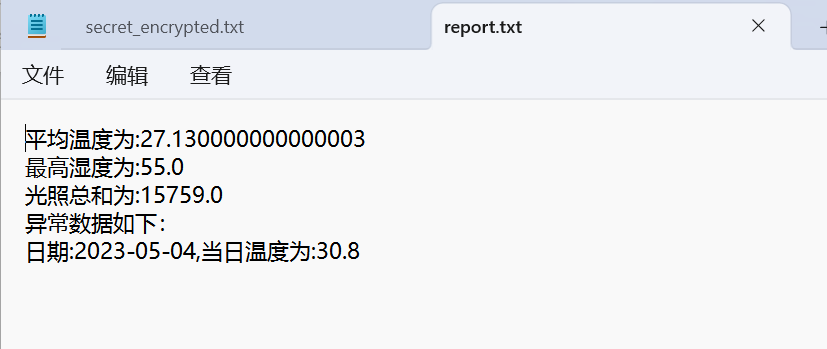 secret_encrypted.txt
report.txt
文件
编辑
查看
平均温度为:27.130000000000003
最高湿度为:55.0
光照总和为:15759.0
异常数据如下:
日期:2023-05-04,当日温度为:30.8